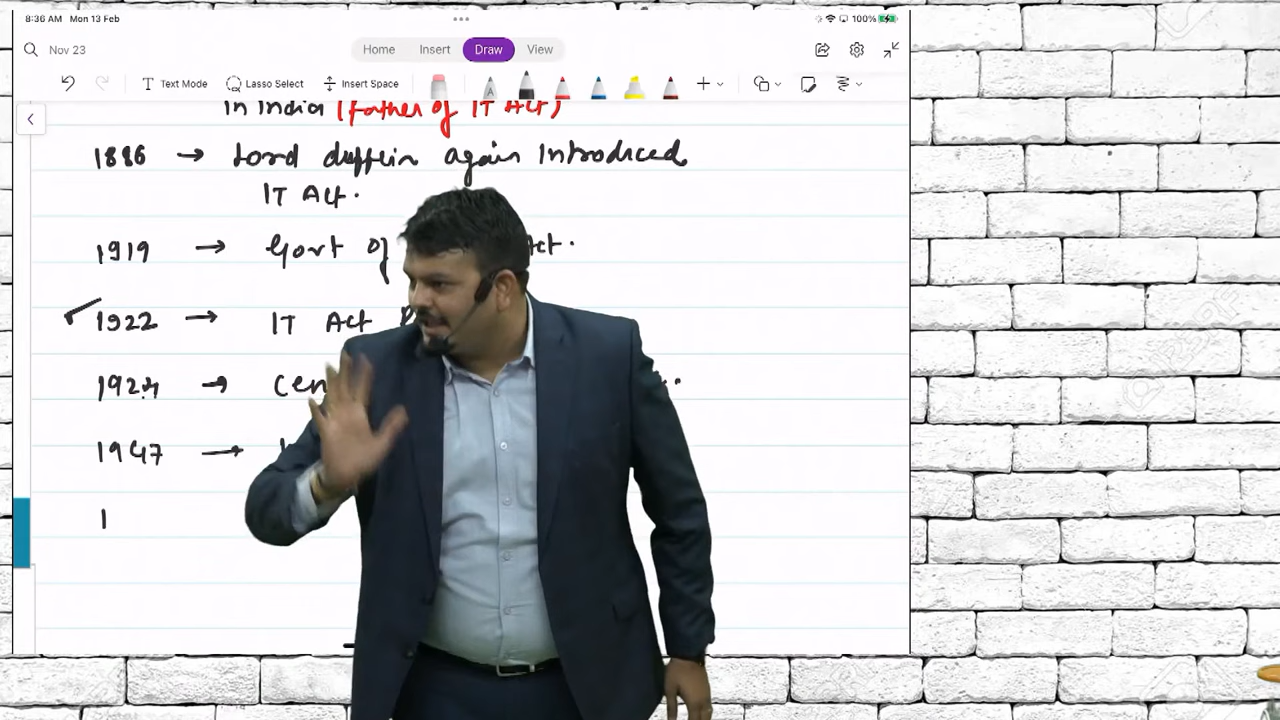 8:36 AM Mon 13 Feb
100%
Nov 23
Home Insert Draw View
Text Mode Lasso Select Insert Space
In India (father of IT Act)
1886 → Lord dufferin again Introduced
IT Act.
1919 → Govt of Act.
1922 → IT Act
1924 → Cen
1947 →
1